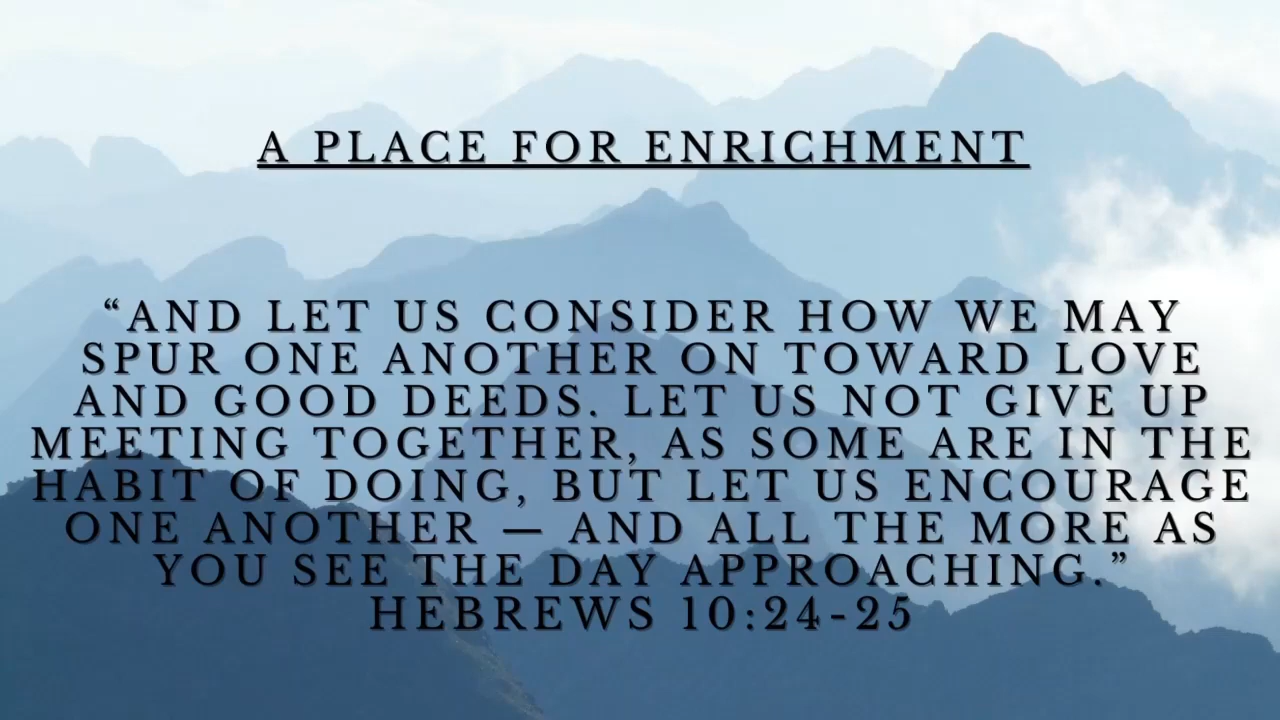 A PLACE FOR ENRICHMENT
“AND LET US CONSIDER HOW WE MAY
SPUR ONE ANOTHER ON TOWARD LOVE
AND GOOD DEEDS. LET US NOT GIVE UP
MEETING TOGETHER, AS SOME ARE IN THE
HABIT OF DOING, BUT LET US ENCOURAGE
ONE ANOTHER — AND ALL THE MORE AS
YOU SEE THE DAY APPROACHING.”
HEBREWS 10:24-25